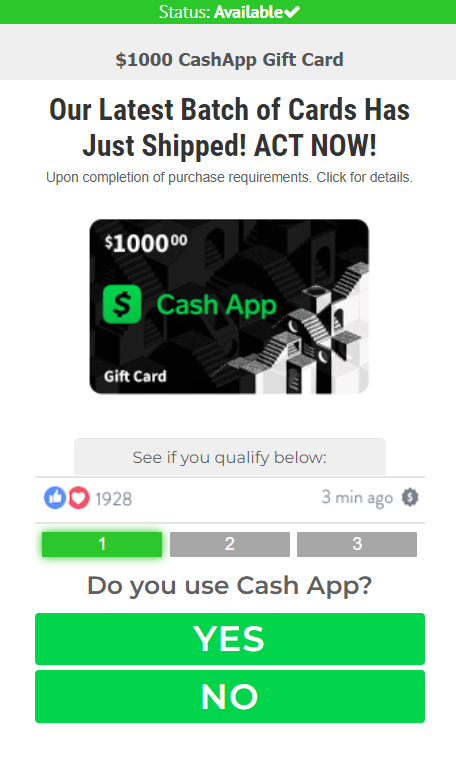 Status: Available✔
$1000 CashApp Gift Card
Our Latest Batch of Cards Has
Just Shipped! ACT NOW!
Upon completion of purchase requirements. Click for details.
$1000⁰⁰
$ Cash App
Gift Card
See if you qualify below:
1928 3 min ago $
1 2 3
Do you use Cash App?
YES
NO